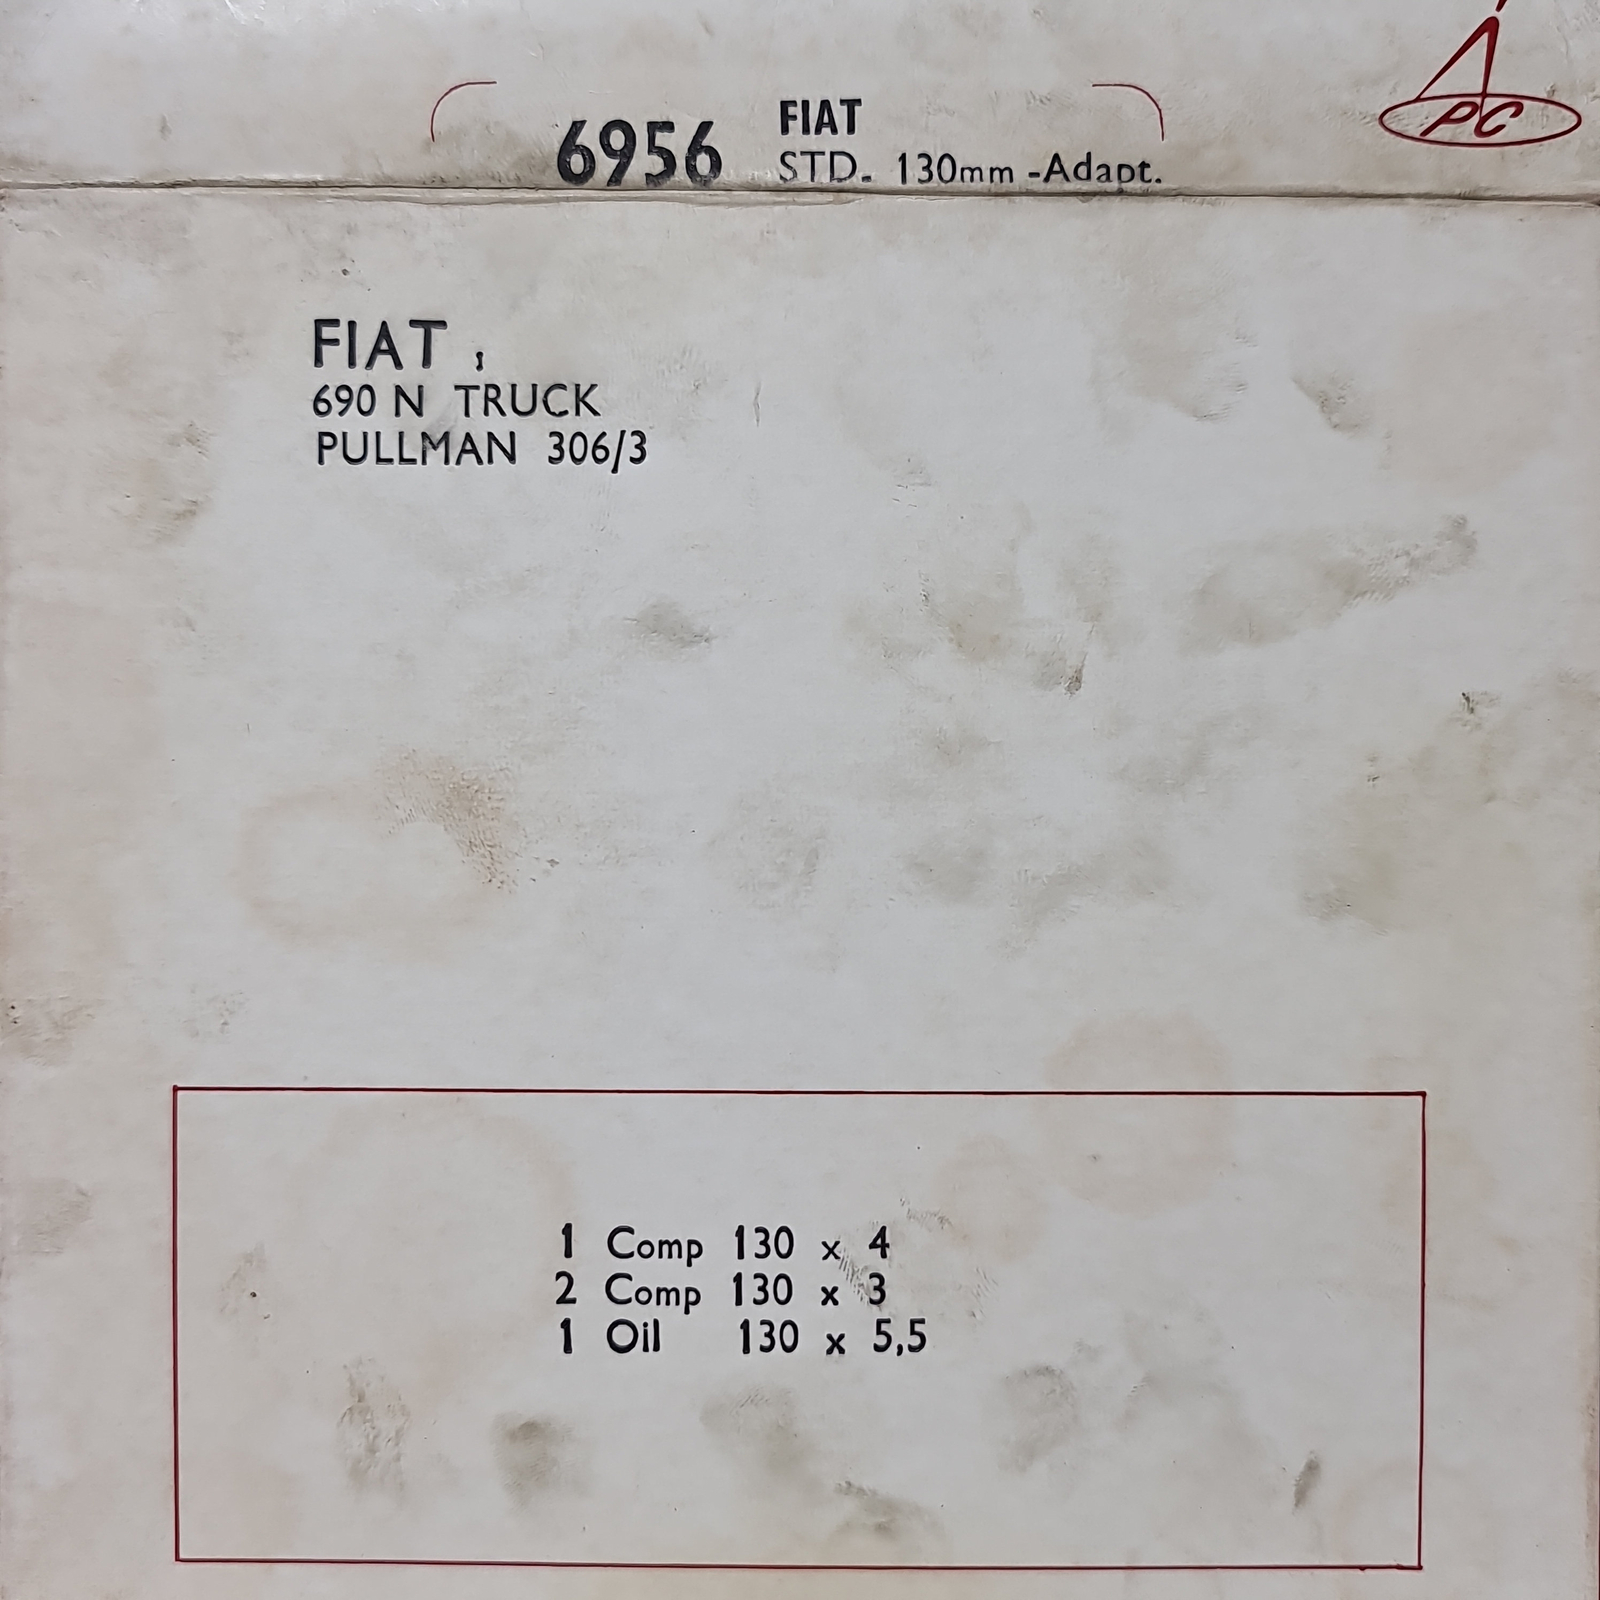 6956 FIAT
STD. 130mm -Adapt.
PC
FIAT,
690 N TRUCK
PULLMAN 306/3
1 Comp 130 x 4
2 Comp 130 x 3
1 Oil 130 x 5,5